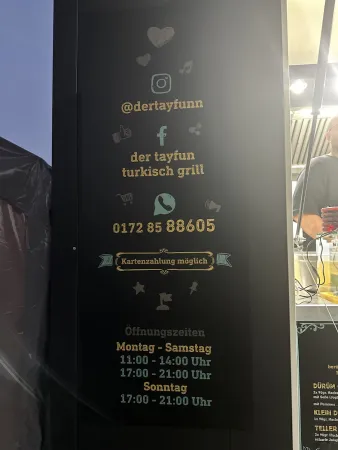 @dertayfunn
der tayfun
turkisch grill
0172 85 88605
Kartenzahlung möglich
Öffnungszeiten
Montag - Samstag
11:00 - 14:00 Uhr
17:00 - 21:00 Uhr
Sonntag
17:00 - 21:00 Uhr
DÜRÜM
KLEIN D
TELLER